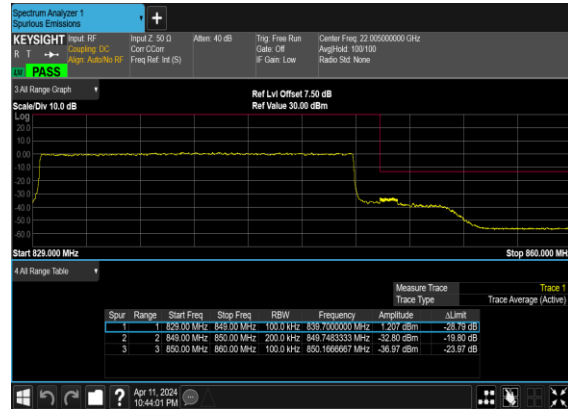 Spectrum Analyzer 1
Spurious Emissions
+
KEYSIGHT Input: RF Input Z: 50 Ω Atten: 40 dB Trig: Free Run Center Freq: 22.005000000 GHz
R T Coupling: DC Corr CCorr Gate: Off Avg|Hold: 100/100
Align: Auto/No RF Freq Ref: Int (S) IF Gain: Low Radio Std: None
LW PASS
3 All Range Graph Ref Lvl Offset 7.50 dB
Scale/Div 10.0 dB Ref Value 30.00 dBm
Log
20.0
10.0
0.00
-10.0
-20.0
-30.0
-40.0
-50.0
-60.0
Start 829.000 MHz Stop 860.000 MHz
4 All Range Table
Measure Trace Trace 1
Trace Type Trace Average (Active)
Spur Range Start Freq Stop Freq RBW Frequency Amplitude ΔLimit
1 1 829.00 MHz 849.00 MHz 100.0 kHz 839.7000000 MHz 1.207 dBm -28.79 dB
2 2 849.00 MHz 850.00 MHz 200.0 kHz 849.7483333 MHz -32.80 dBm -19.80 dB
3 3 850.00 MHz 860.00 MHz 100.0 kHz 850.1666667 MHz -36.97 dBm -23.97 dB
? Apr 11, 2024
10:44:01 PM